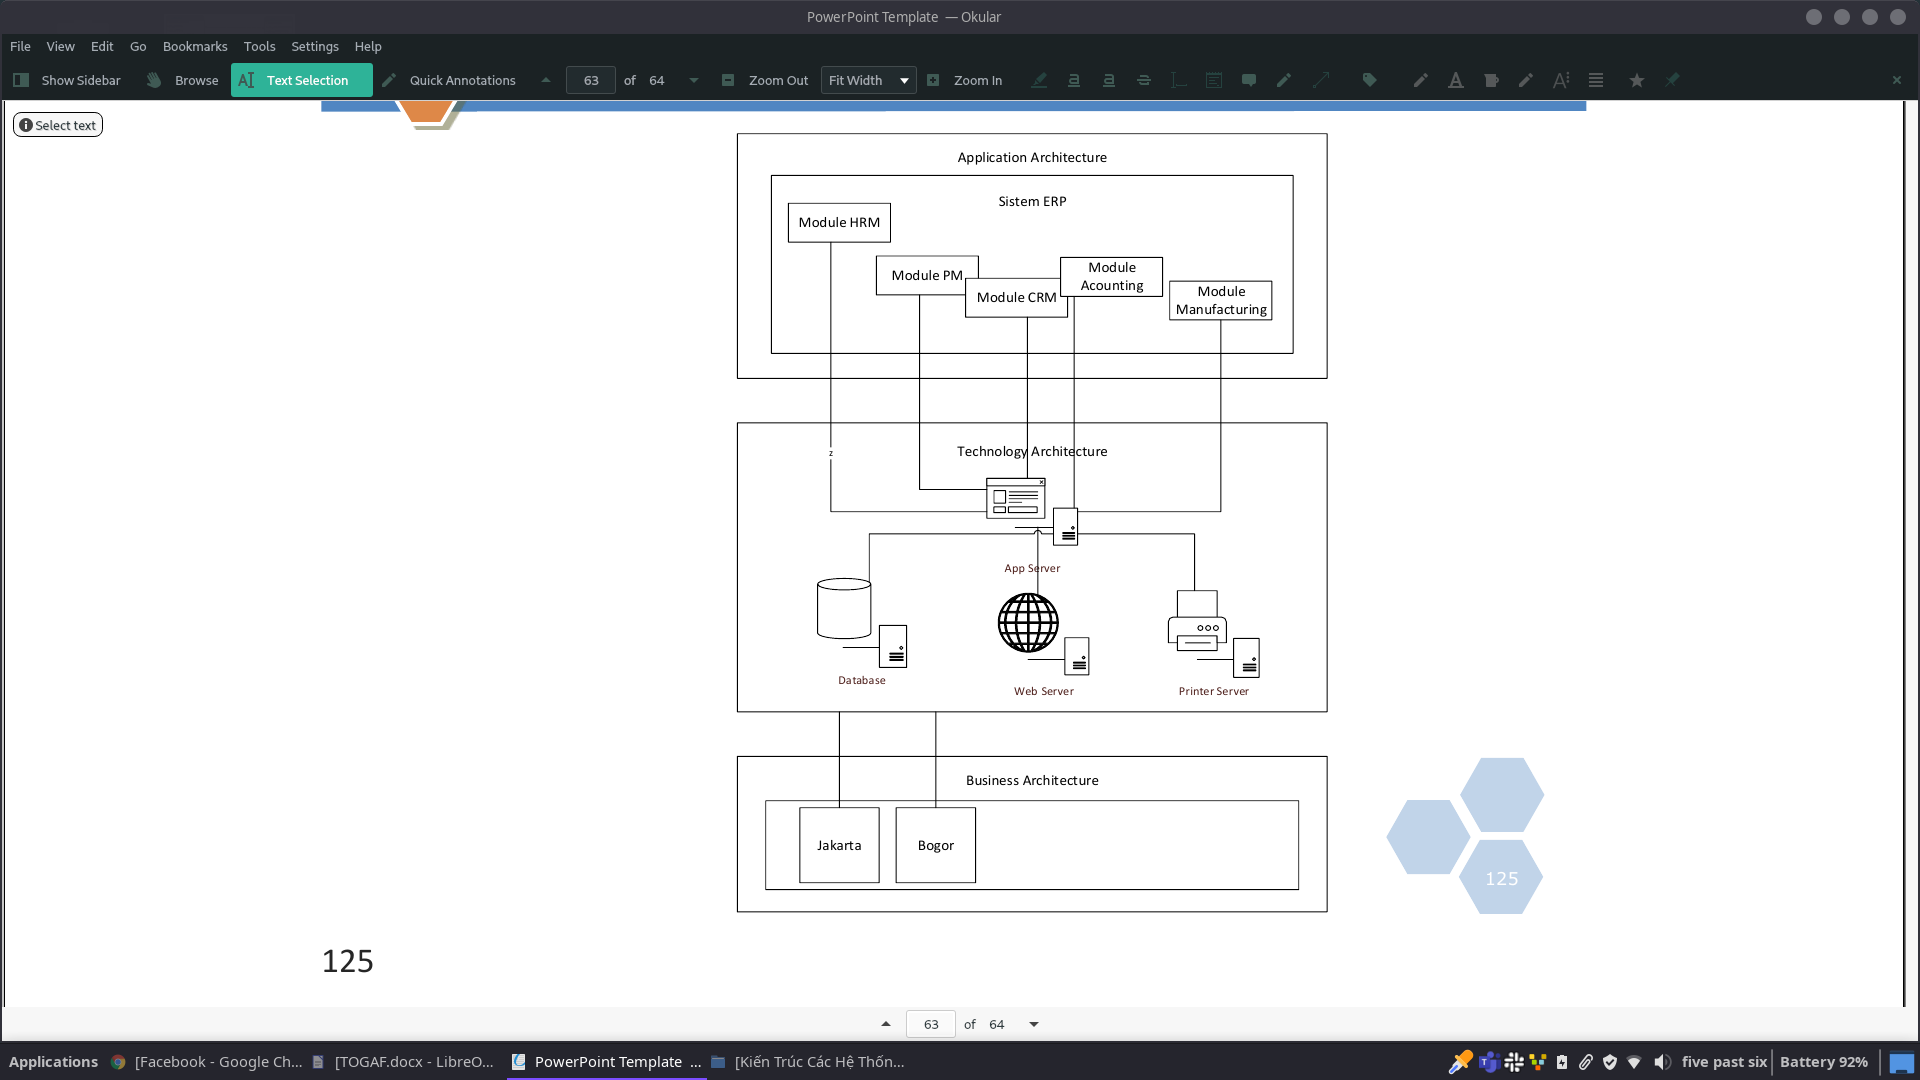 PowerPoint Template — Okular
File View Edit Go Bookmarks Tools Settings Help
Show Sidebar Browse Text Selection Quick Annotations 63 of 64 Zoom Out Fit Width Zoom In
Select text
Application Architecture
Sistem ERP
Module HRM
Module PM
Module CRM
Module
Acounting
Module
Manufacturing
Technology Architecture
z
App Server
Database
Web Server
Printer Server
Business Architecture
Jakarta
Bogor
125
125
63 of 64
Applications [Facebook - Google Ch... [TOGAF.docx - LibreO... PowerPoint Template ... [Kiến Trúc Các Hệ Thốn... five past six Battery 92%